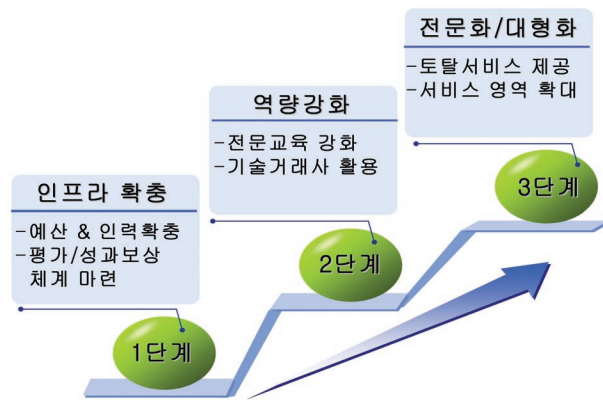 전문화/대형화
-토탈서비스 제공
-서비스 영역 확대
3단계
역량강화
-전문교육 강화
-기술거래사 활용
2단계
인프라 확충
-예산 & 인력확충
-평가/성과보상
체계 마련
1단계